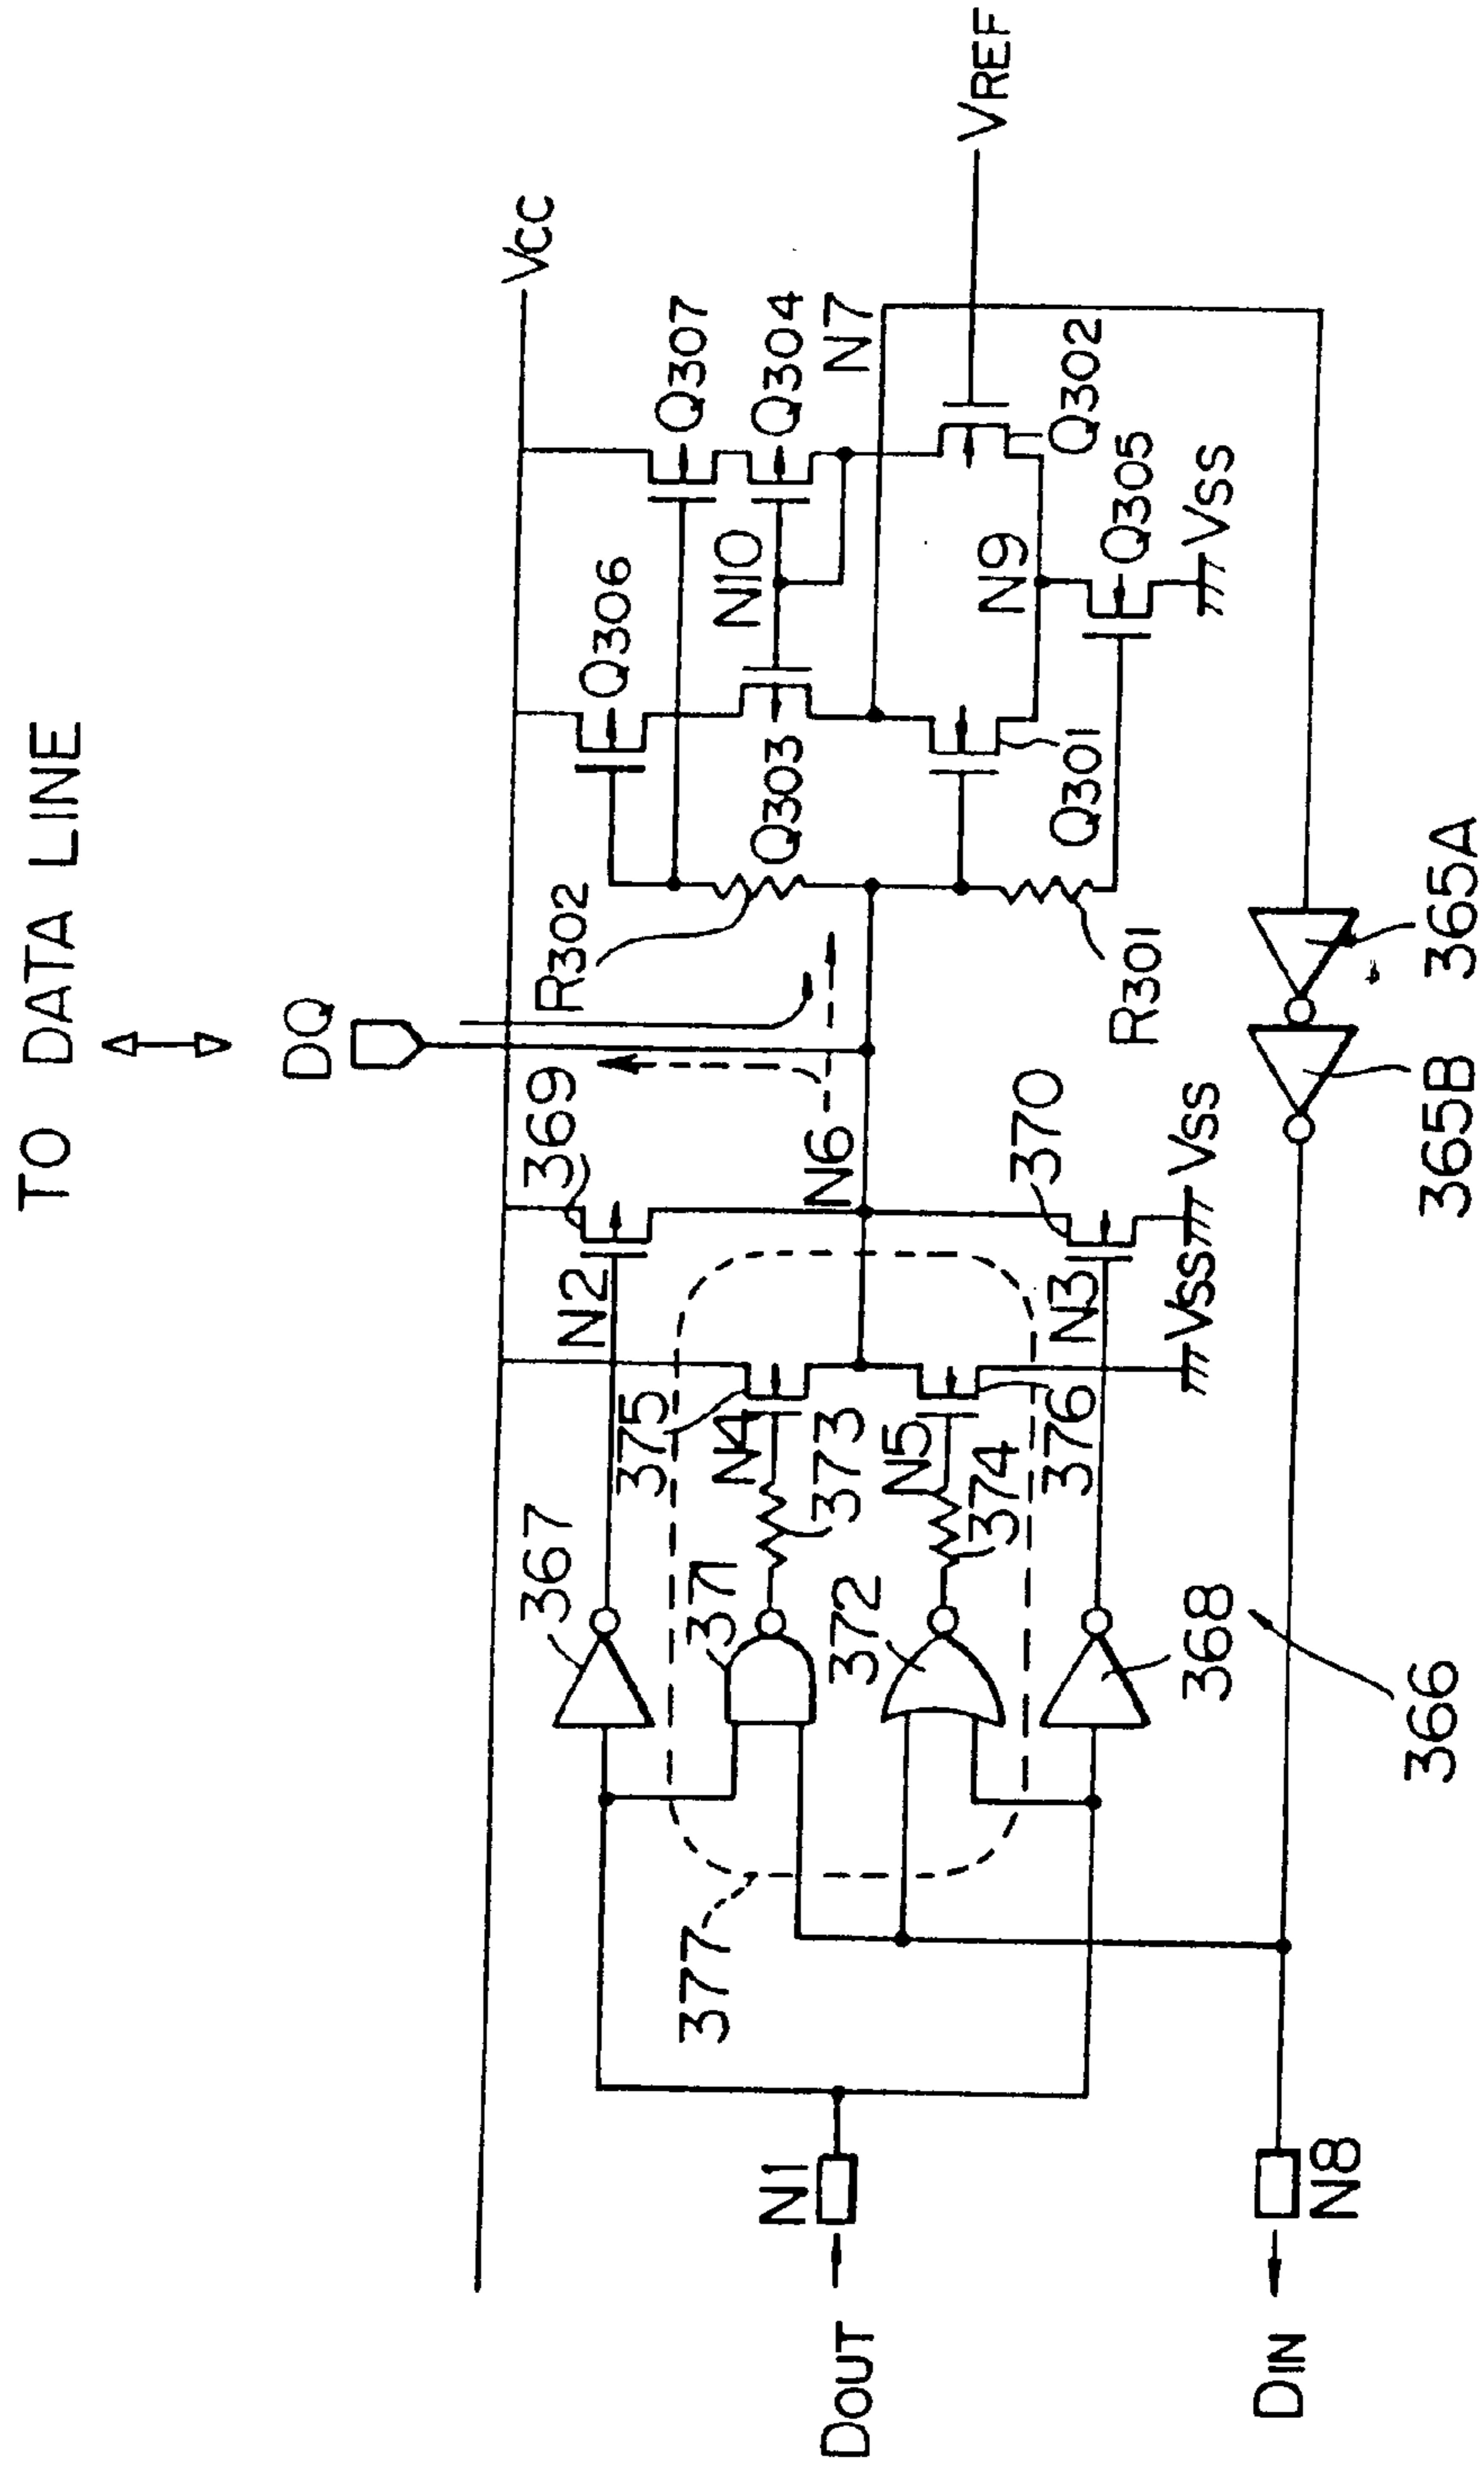 TO DATA LINE
DQ
VCC
369
R302
Q306
Q307
N2
367
375
N4
373
371
N6
Q303
N10
Q304
N7
VREF
377
372
N5
374
376
N3
370
R301
Q301
N9
Q302
Q305
VSS
VSS
VSS
368
366
365B
365A
DOUT
N1
DIN
N8